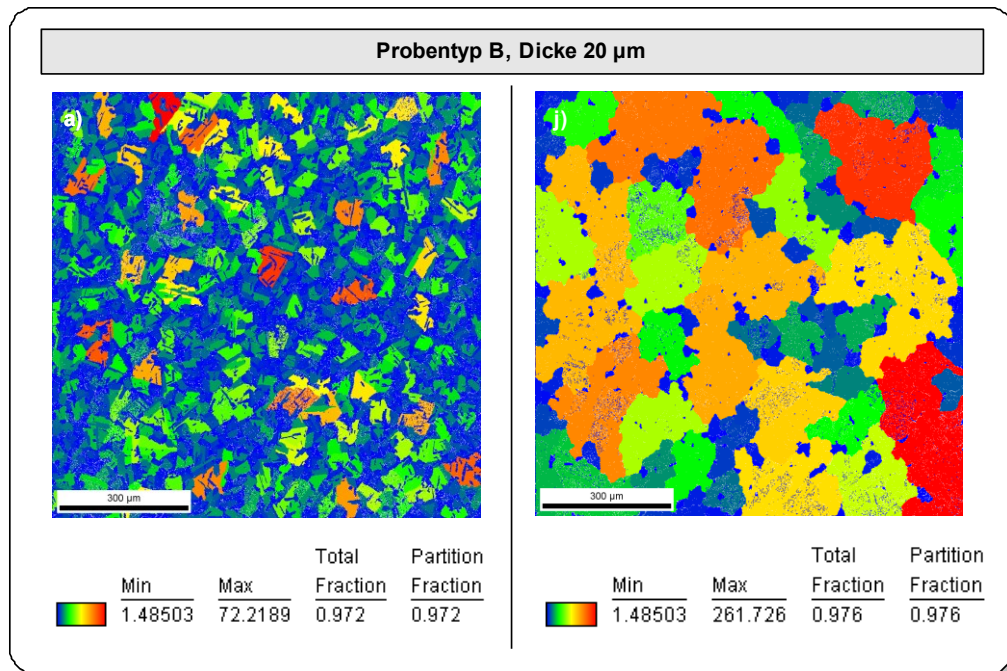 Probentyp B, Dicke 20 µm
a)
300 µm
Total Partition
Min Max Fraction Fraction
1.48503 72.2189 0.972 0.972
j)
300 µm
Total Partition
Min Max Fraction Fraction
1.48503 261.726 0.976 0.976